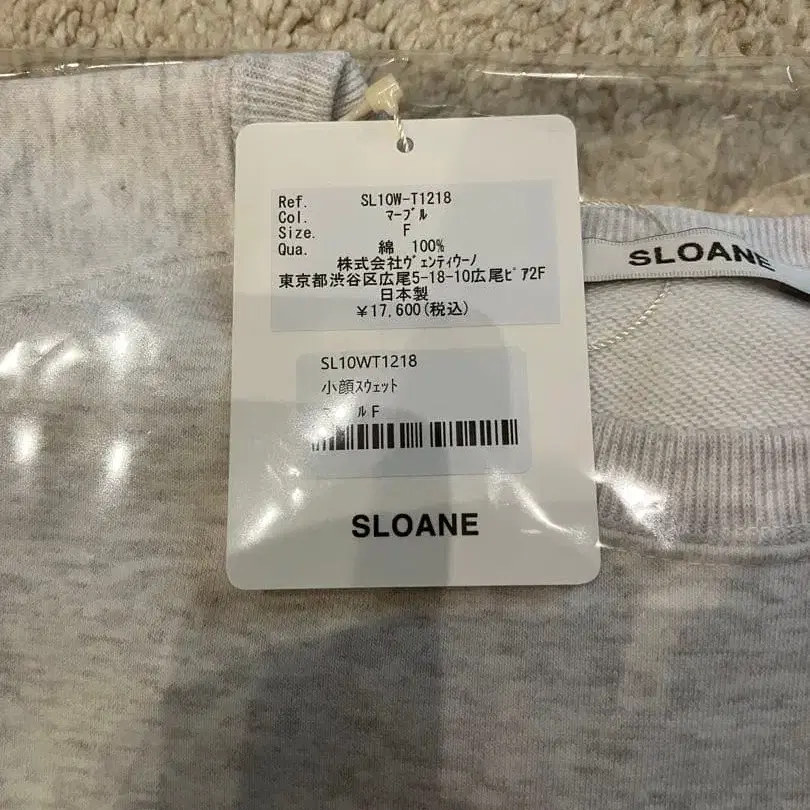 Ref. SL10W-T1218
Col. マーブル
Size. F
Qua. 綿 100%
株式会社ヴェンティウーノ
東京都渋谷区広尾5-18-10広尾ピア2F
日本製
¥17,600(税込)
SL10WT1218
小顔スウェット
ル F
SLOANE
SLOANE